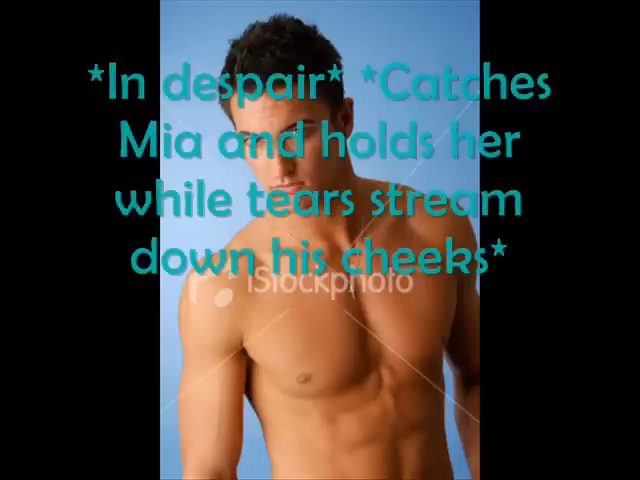 *In despair* *Catches
Mia and holds her
while tears stream
down his cheeks*
iStockphoto